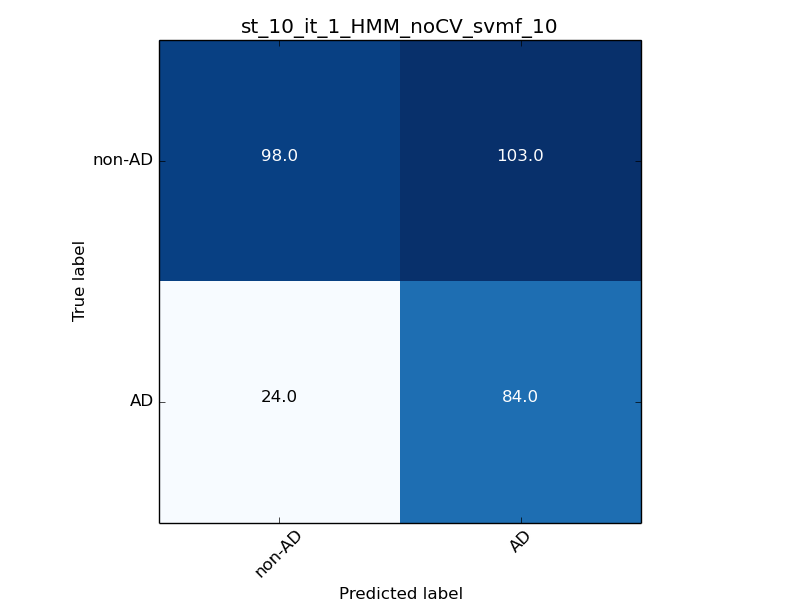 st_10_it_1_HMM_noCV_svmf_10
non-AD
98.0
103.0
True label
AD
24.0
84.0
non-AD
AD
Predicted label